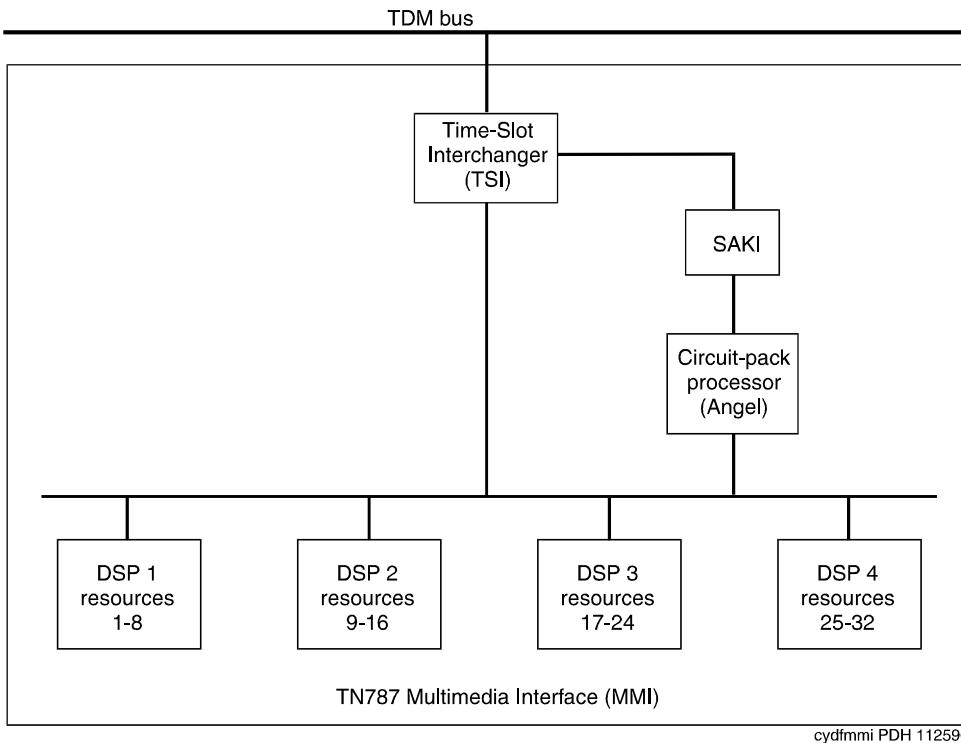 TDM bus
Time-Slot
Interchanger
(TSI)
SAKI
Circuit-pack
processor
(Angel)
DSP 1
resources
1-8
DSP 2
resources
9-16
DSP 3
resources
17-24
DSP 4
resources
25-32
TN787 Multimedia Interface (MMI)
cydfmmi PDH 11259